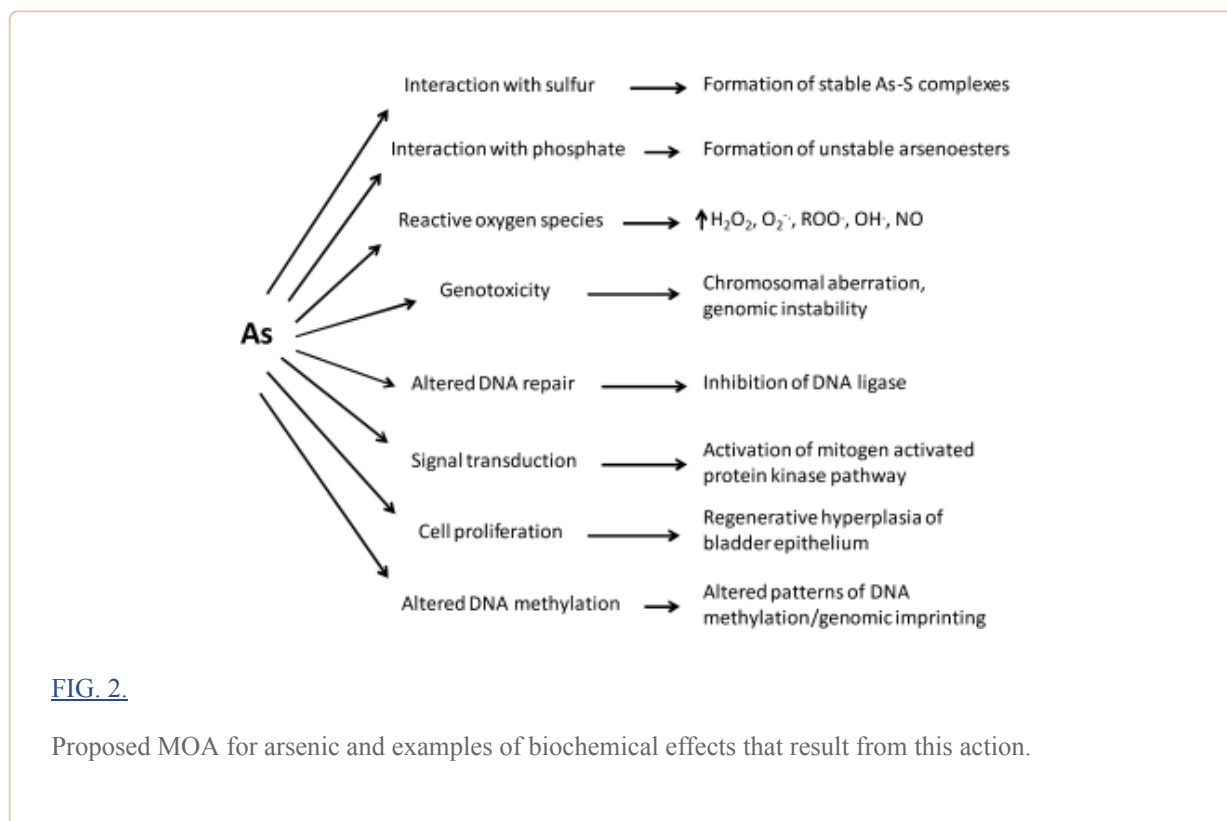 Interaction with sulfur → Formation of stable As-S complexes
Interaction with phosphate → Formation of unstable arsenoesters
Reactive oxygen species → ↑H₂O₂, O₂⁻·, ROO·, OH·, NO
Genotoxicity → Chromosomal aberration,
genomic instability
As
Altered DNA repair → Inhibition of DNA ligase
Signal transduction → Activation of mitogen activated
protein kinase pathway
Cell proliferation → Regenerative hyperplasia of
bladder epithelium
Altered DNA methylation → Altered patterns of DNA
methylation/genomic imprinting
FIG. 2.
Proposed MOA for arsenic and examples of biochemical effects that result from this action.